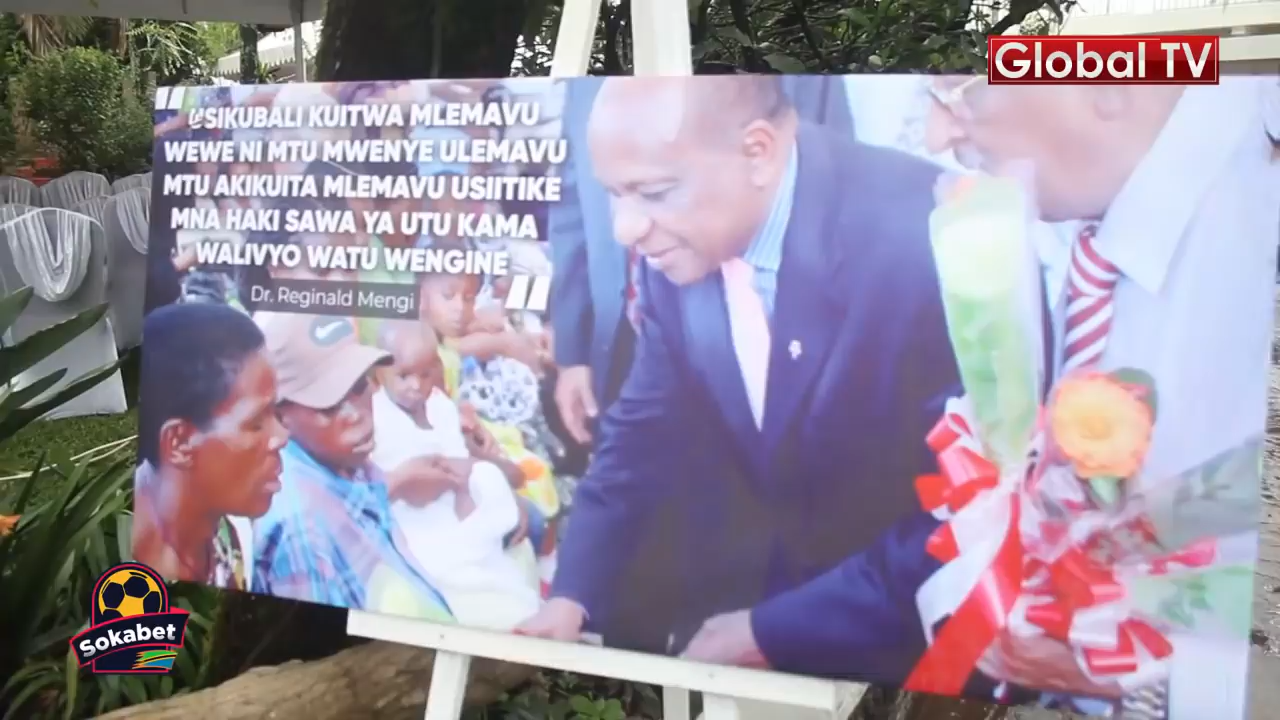 Global TV
"USIKUBALI KUITWA MLEMAVU
WEWE NI MTU MWENYE ULEMAVU
MTU AKIKUITA MLEMAVU USIITIKE
MNA HAKI SAWA YA UTU KAMA
WALIVYO WATU WENGINE"
Dr. Reginald Mengi
Sokabet